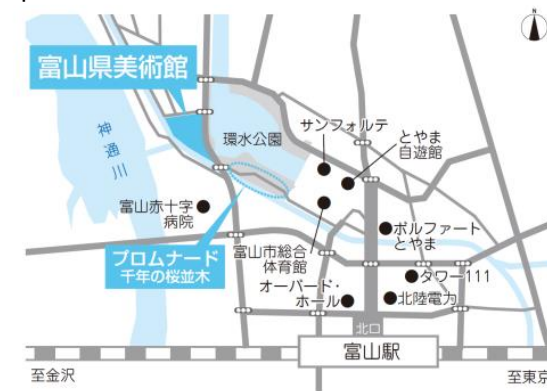 富山県美術館
神通川
環水公園
サンフォルテ
とやま
自遊館
富山赤十字
病院
プロムナード
千年の桜並木
富山市総合
体育館
ボルファート
とやま
タワー111
オーバード・
ホール
北陸電力
北口
富山駅
至金沢
至東京